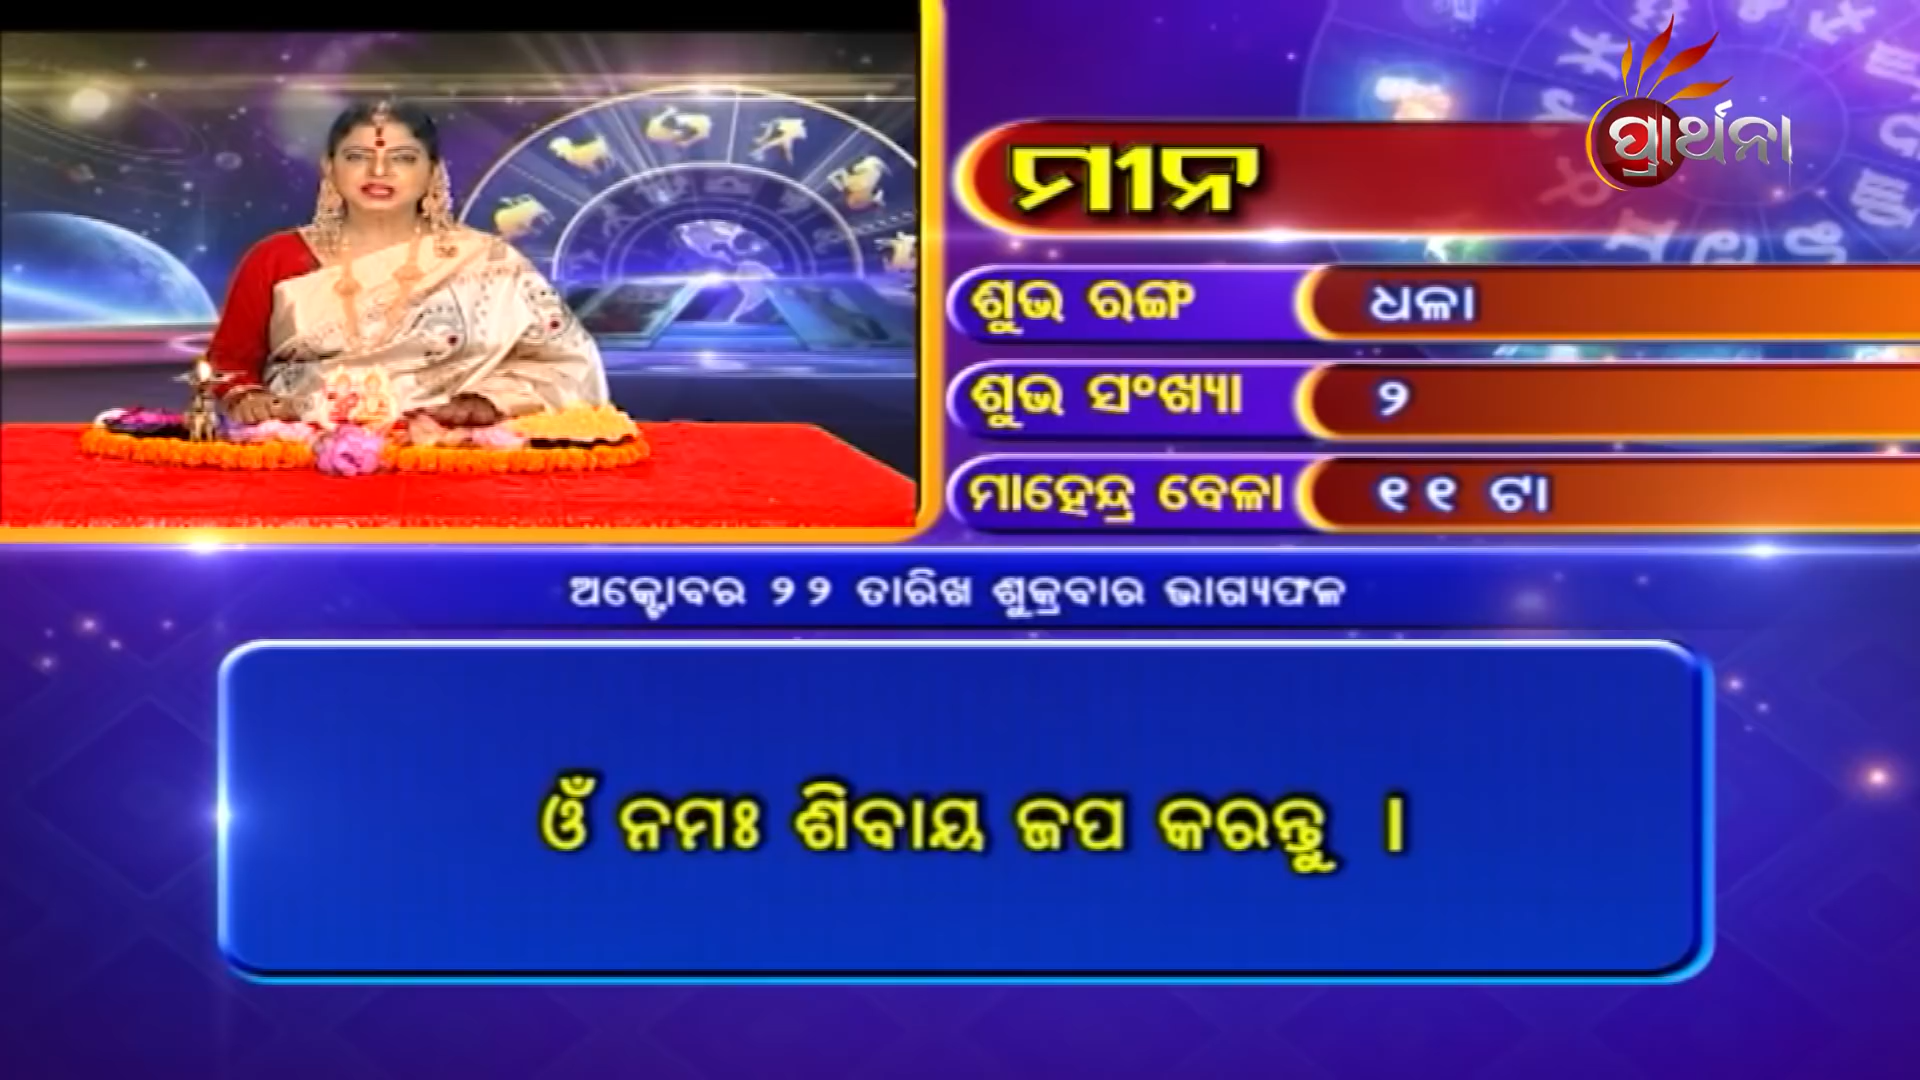 ପ୍ରାର୍ଥନା
ମୀନ
ଶୁଭ ରଙ୍ଗ ଧଳା
ଶୁଭ ସଂଖ୍ୟା ୨
ମାହେନ୍ଦ୍ର ବେଳା ୧୧ ଟା
ଅକ୍ଟୋବର ୨୨ ତାରିଖ ଶୁକ୍ରବାର ଭାଗ୍ୟଫଳ
ଓଁ ନମଃ ଶିବାୟ ଜପ କରନ୍ତୁ ।